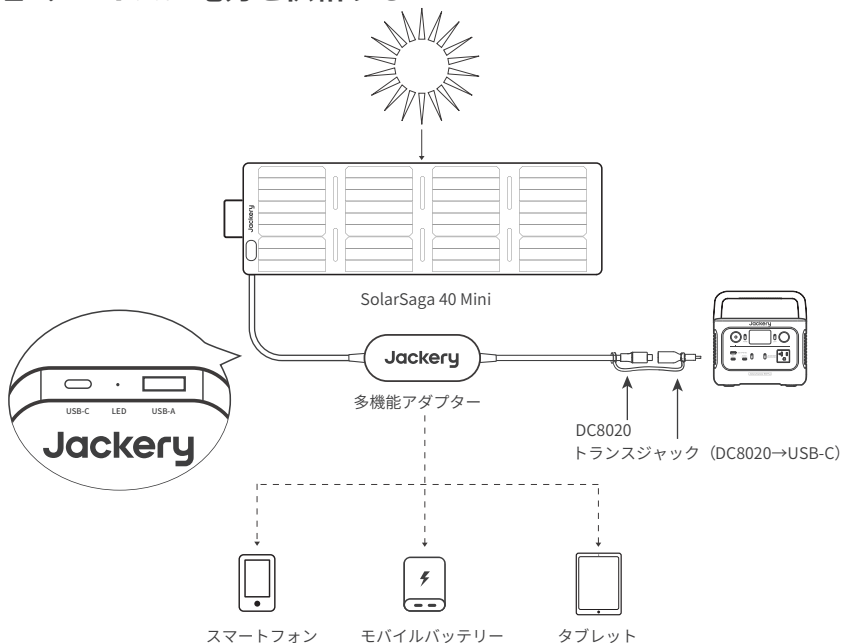 Jackery
SolarSaga 40 Mini
Jackery
Jackery
多機能アダプター
USB-C LED USB-A
Jackery
DC8020
トランスジャック（DC8020→USB-C）
スマートフォン モバイルバッテリー タブレット